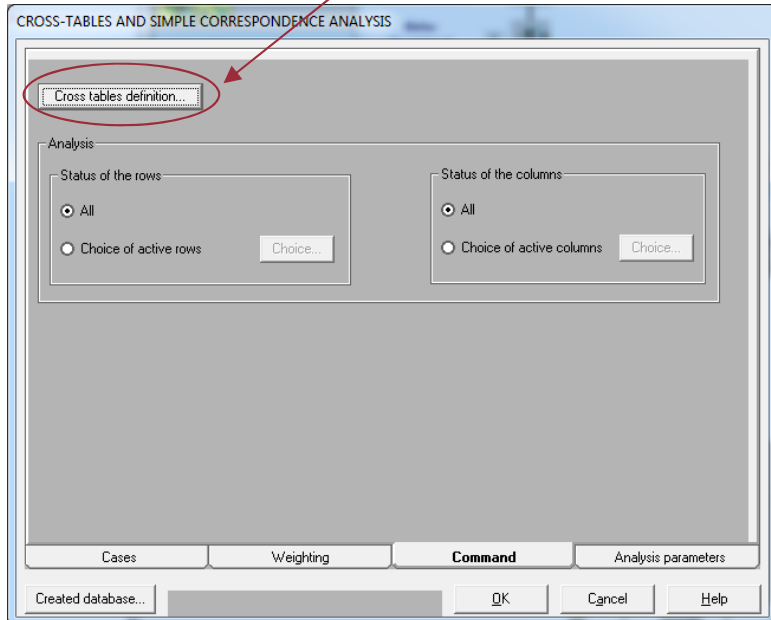 CROSS-TABLES AND SIMPLE CORRESPONDENCE ANALYSIS
Cross tables definition...
Analysis
Status of the rows
All
Choice of active rows
Choice...
Status of the columns
All
Choice of active columns
Choice...
Cases
Weighting
Command
Analysis parameters
Created database...
OK
Cancel
Help